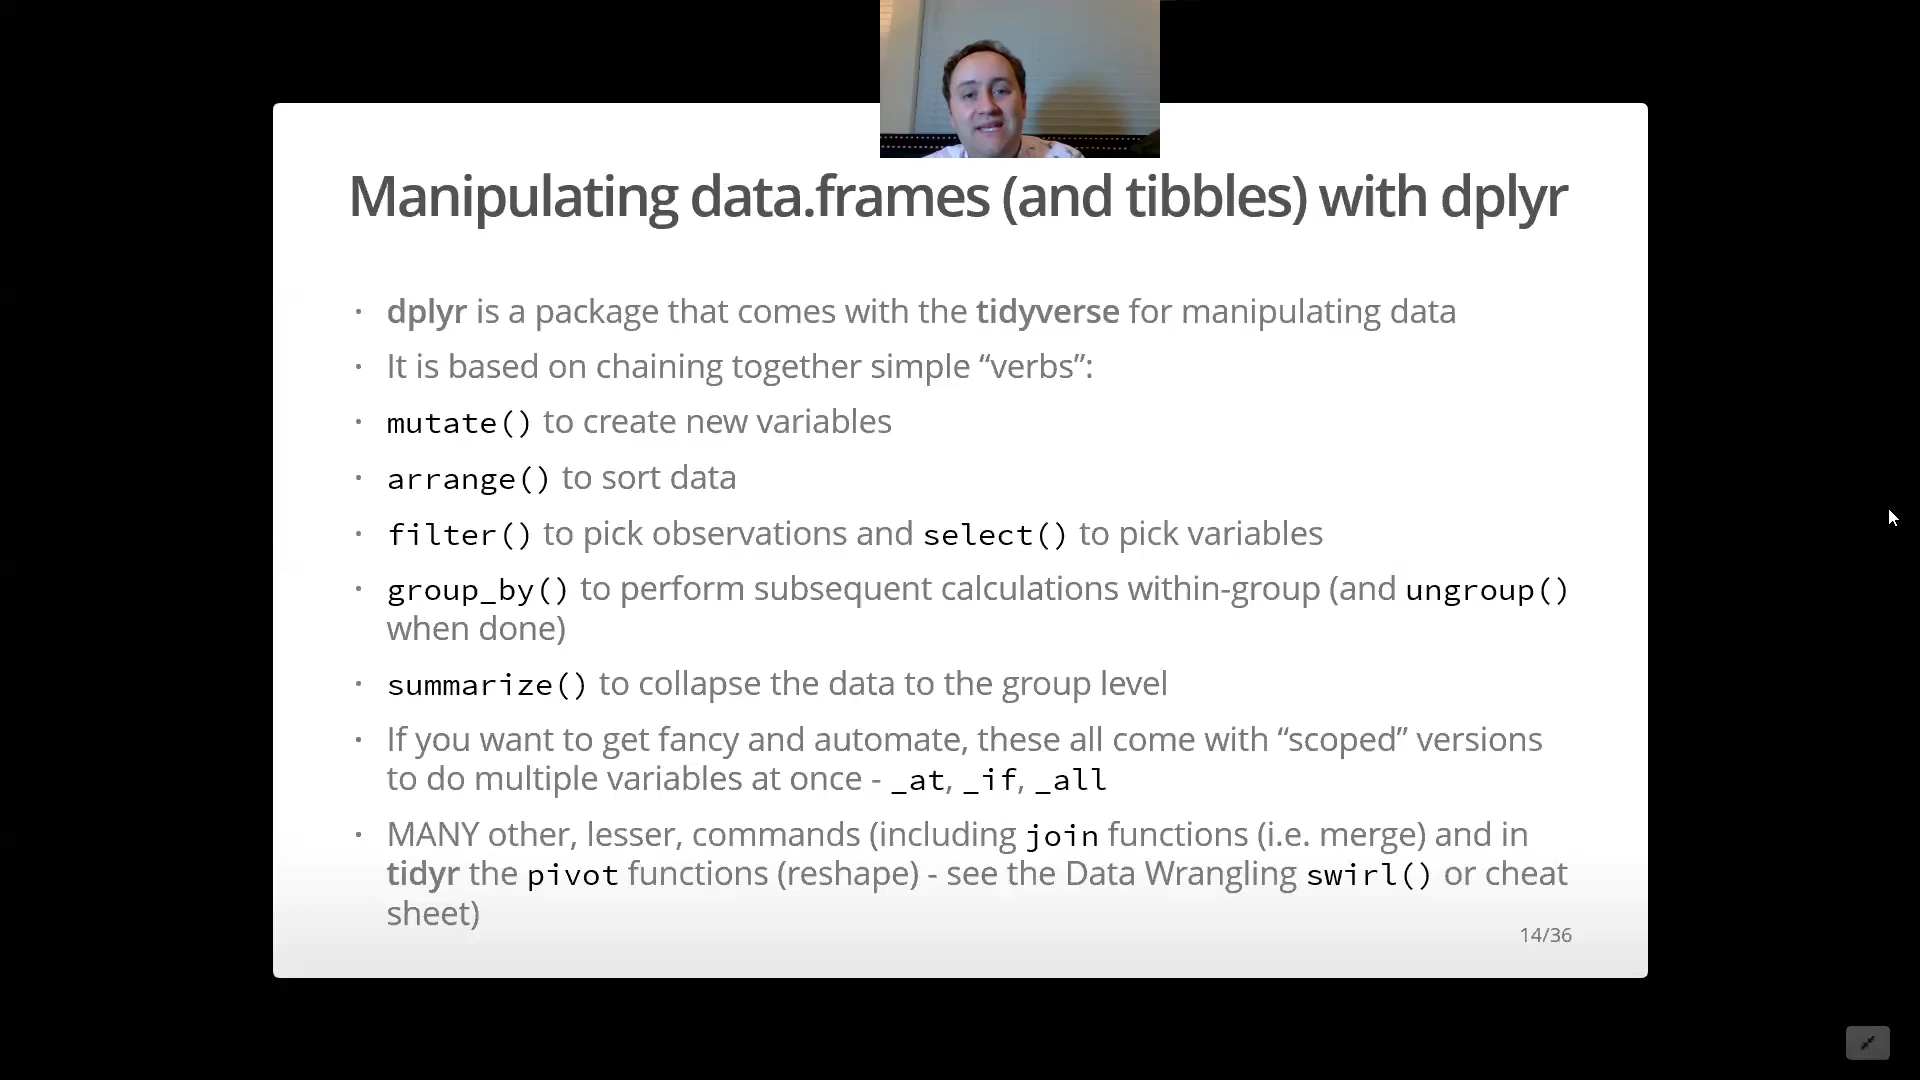 Manipulating data.frames (and tibbles) with dplyr
· dplyr is a package that comes with the tidyverse for manipulating data
· It is based on chaining together simple “verbs”:
· mutate() to create new variables
· arrange() to sort data
· filter() to pick observations and select() to pick variables
· group_by() to perform subsequent calculations within-group (and ungroup()
when done)
· summarize() to collapse the data to the group level
· If you want to get fancy and automate, these all come with “scoped” versions
to do multiple variables at once - _at, _if, _all
· MANY other, lesser, commands (including join functions (i.e. merge) and in
tidyr the pivot functions (reshape) - see the Data Wrangling swirl() or cheat
sheet)
14/36